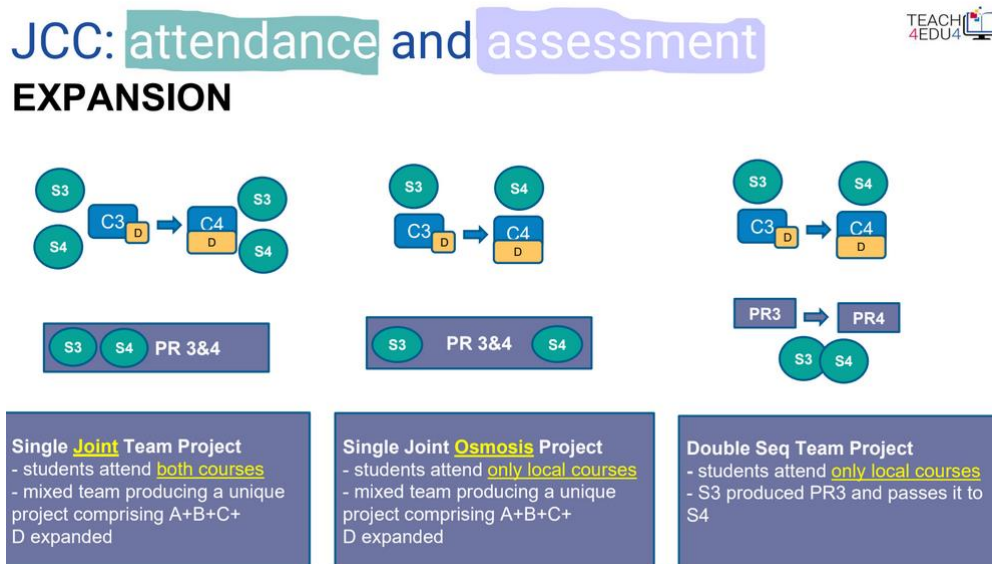 JCC: attendance and assessment
TEACH
4EDU4
EXPANSION
S3
S4
C3
D
C4
D
S3
S4
S3
S4
C3
D
C4
D
S3
S4
C3
D
C4
D
S3 S4 PR 3&4
S3 PR 3&4 S4
PR3
PR4
S3
S4
Single Joint Team Project
- students attend both courses
- mixed team producing a unique
project comprising A+B+C+
D expanded
Single Joint Osmosis Project
- students attend only local courses
- mixed team producing a unique
project comprising A+B+C+
D expanded
Double Seq Team Project
- students attend only local courses
- S3 produced PR3 and passes it to
S4